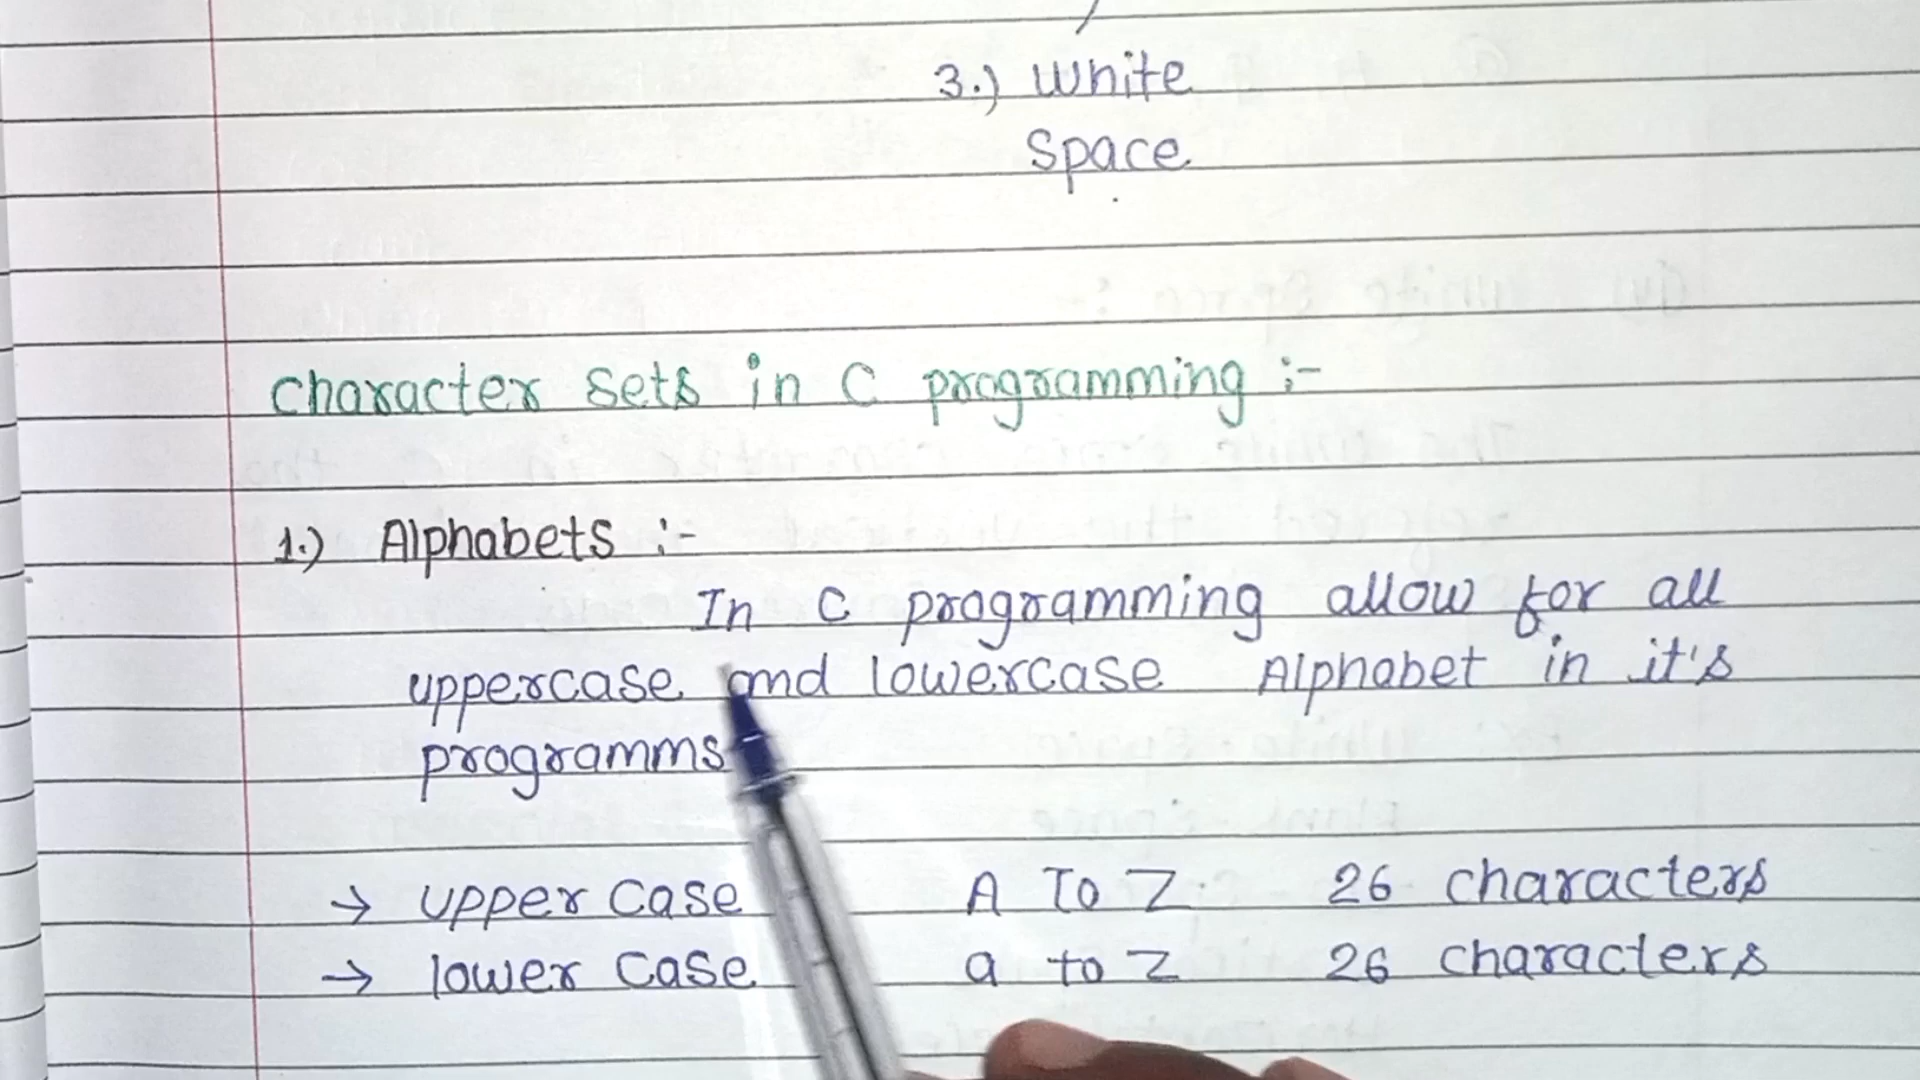 3.) White
Space
Character Sets in C programming :-
1.) Alphabets :-
In C programming allow for all
uppercase and lowercase Alphabet in it's
programms
→ Upper Case A To Z 26 characters
→ lower Case a to z 26 characters